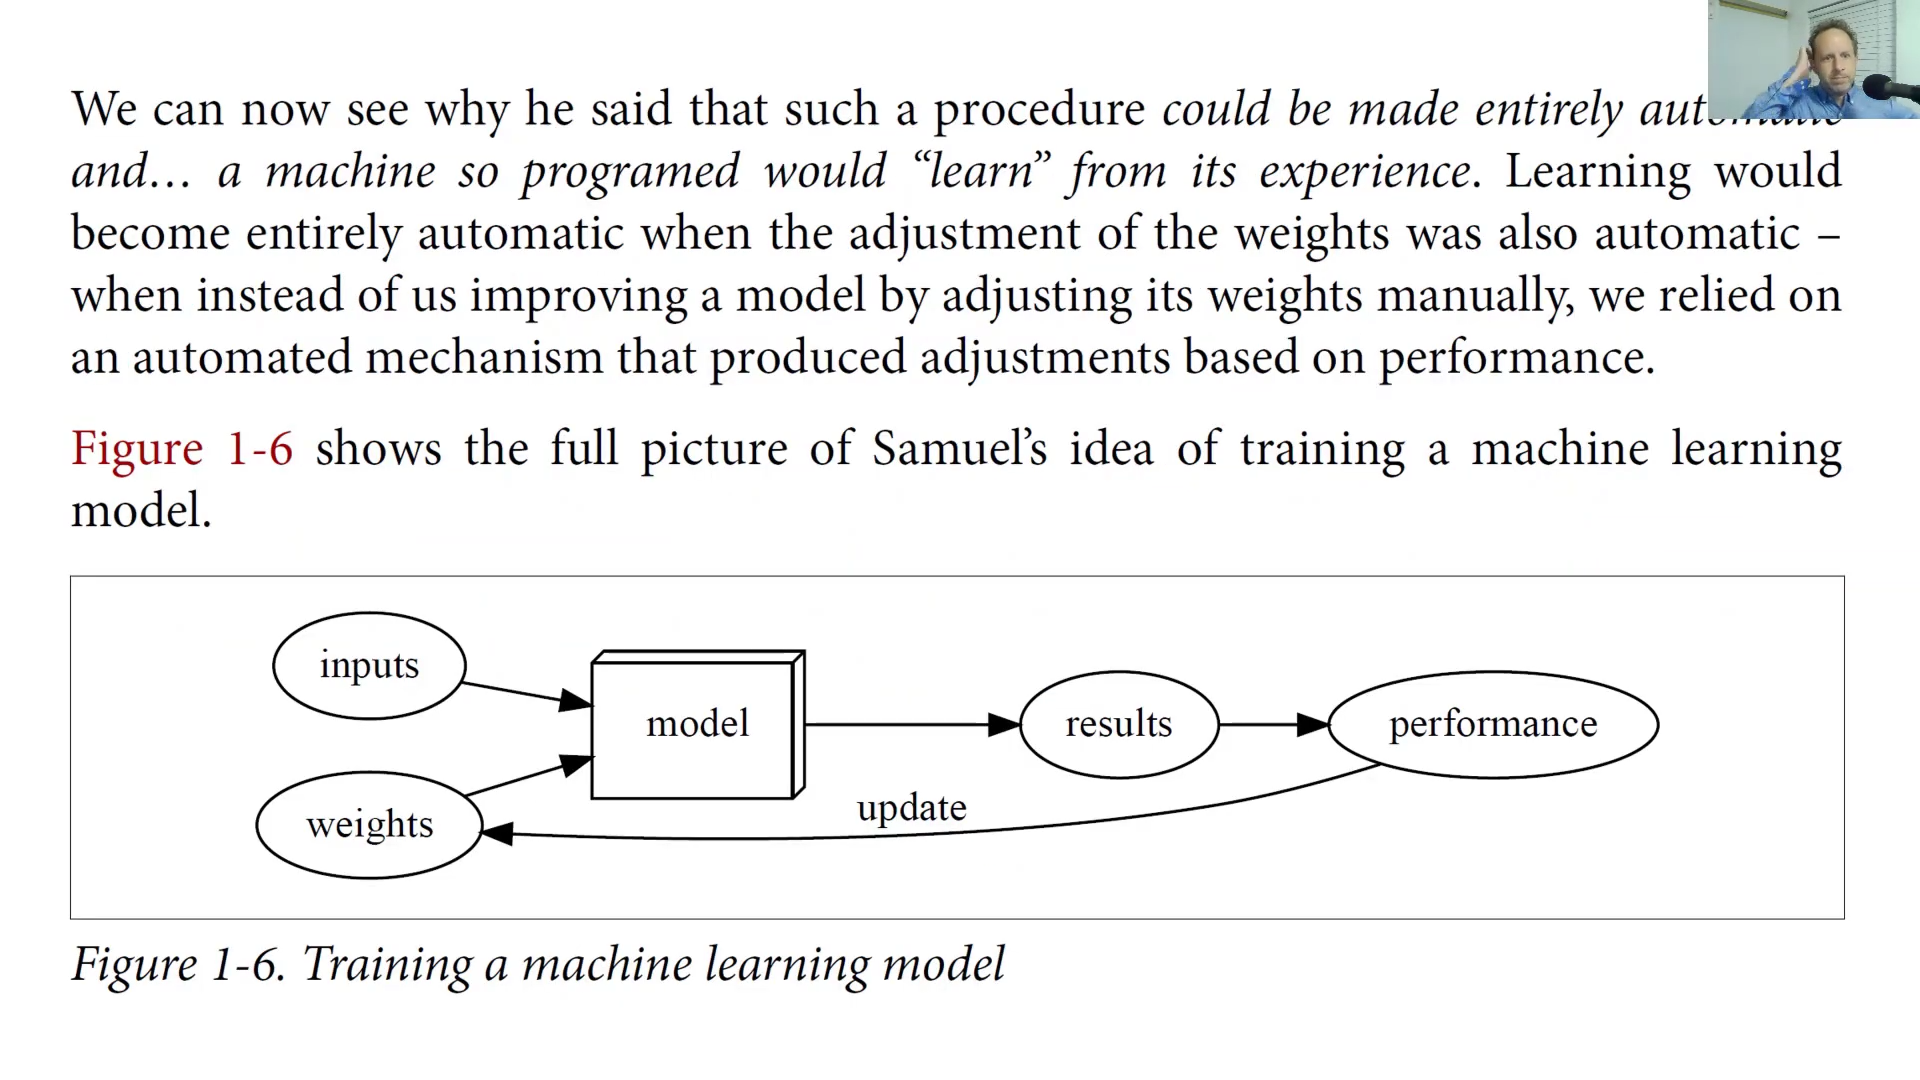 We can now see why he said that such a procedure could be made entirely
and… a machine so programed would “learn” from its experience. Learning would
become entirely automatic when the adjustment of the weights was also automatic –
when instead of us improving a model by adjusting its weights manually, we relied on
an automated mechanism that produced adjustments based on performance.
Figure 1-6 shows the full picture of Samuel’s idea of training a machine learning
model.
inputs
model
results
performance
weights
update
Figure 1-6. Training a machine learning model